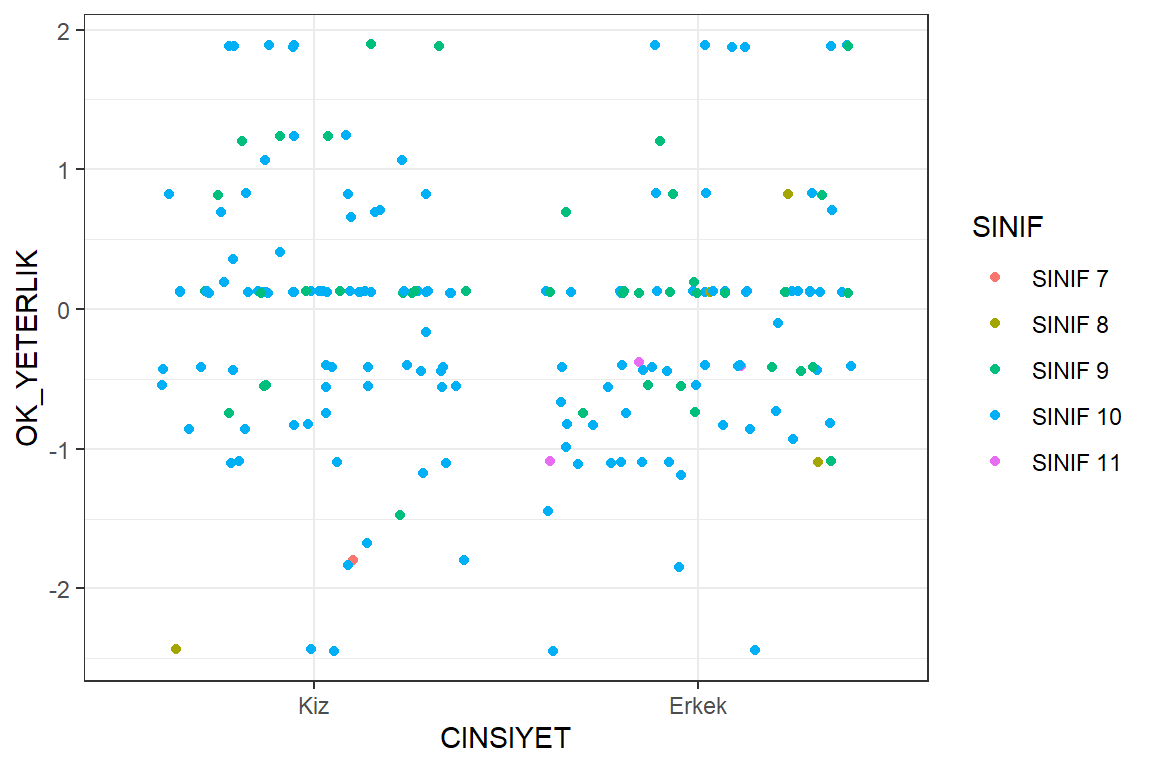 2
1
0
-1
-2
OK_YETERLIK
Kiz
Erkek
CINSIYET
SINIF
SINIF 7
SINIF 8
SINIF 9
SINIF 10
SINIF 11